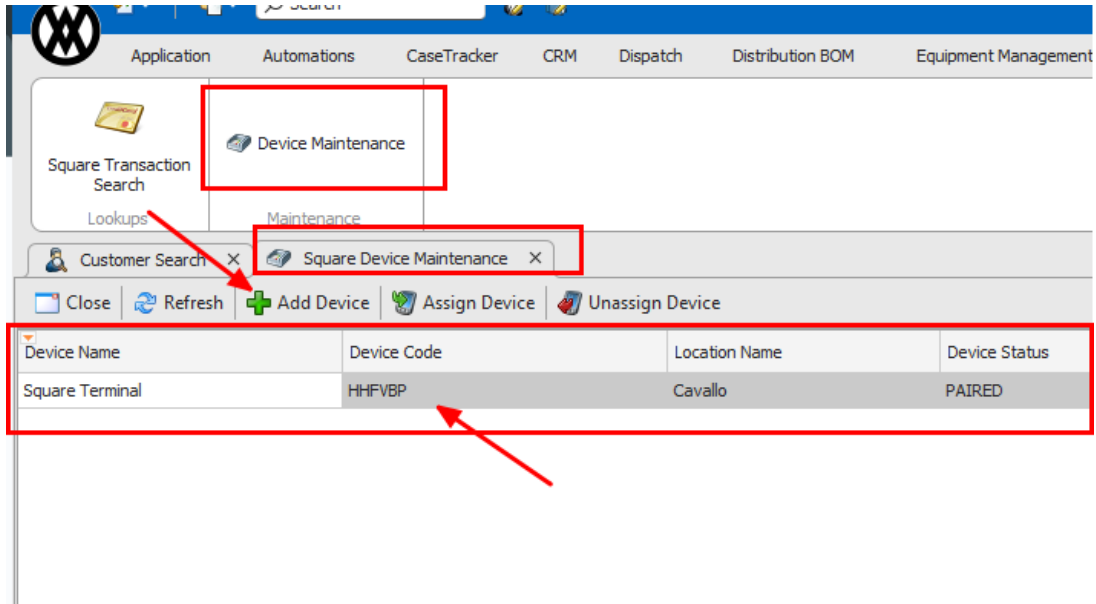 Search
Application Automations CaseTracker CRM Dispatch Distribution BOM Equipment Management
Device Maintenance
Square Transaction
Search
Lookups Maintenance
Customer Search Square Device Maintenance
Close Refresh Add Device Assign Device Unassign Device
Device Name Device Code Location Name Device Status
Square Terminal HHFVBP Cavallo PAIRED